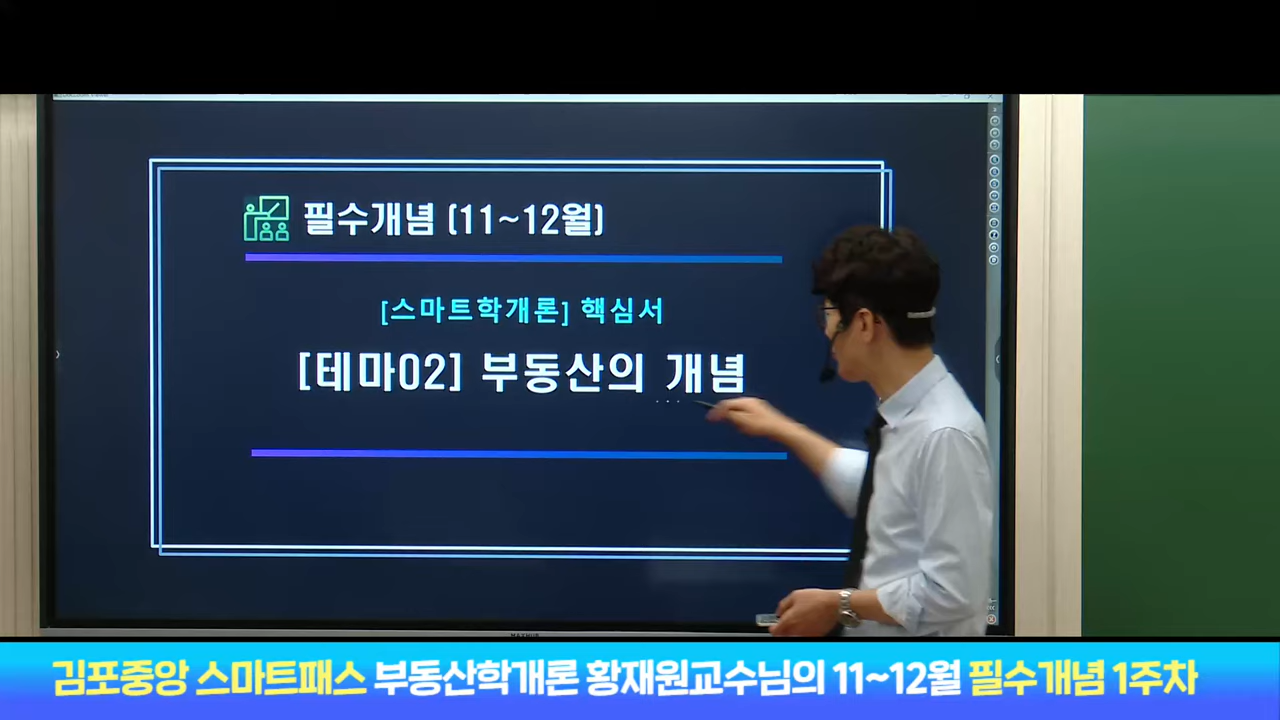 필수개념 [11~12월]
[스마트학개론] 핵심서
[테마02] 부동산의 개념
김포중앙 스마트패스 부동산학개론 황재원교수님의 11~12월 필수개념 1주차